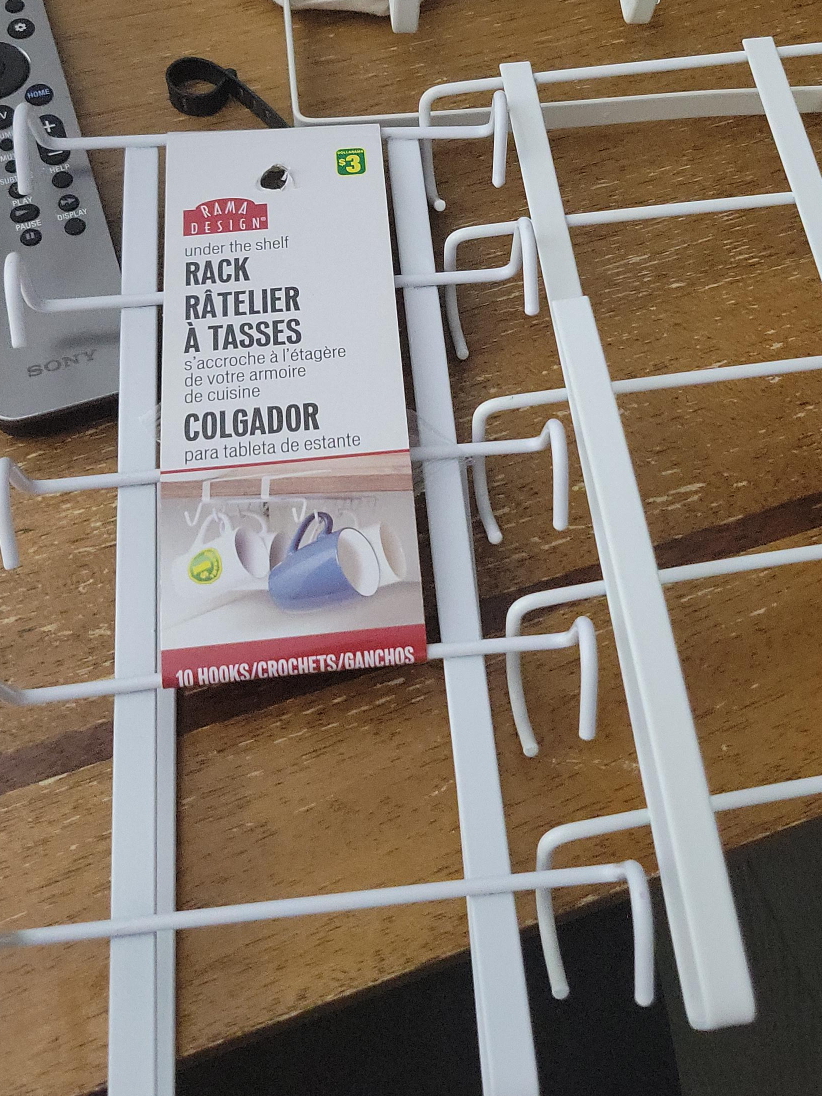 HOME
HELP
PLAY
DISPLAY
PAUSE
SONY
DOLLARAMA
$3
RAMA
DESIGN
under the shelf
RACK
RÂTELIER
À TASSES
s'accroche à l'étagère
de votre armoire
de cuisine
COLGADOR
para tableta de estante
10 HOOKS/CROCHETS/GANCHOS